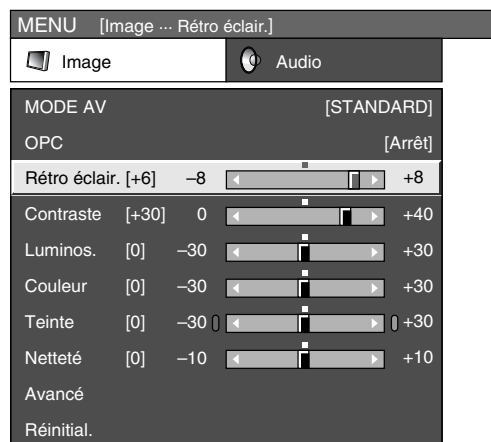 MENU [Image ··· Rétro éclair.]
Image Audio
MODE AV [STANDARD]
OPC [Arrêt]
Rétro éclair. [+6] –8 +8
Contraste [+30] 0 +40
Luminos. [0] –30 +30
Couleur [0] –30 +30
Teinte [0] –30 +30
Netteté [0] –10 +10
Avancé
Réinitial.